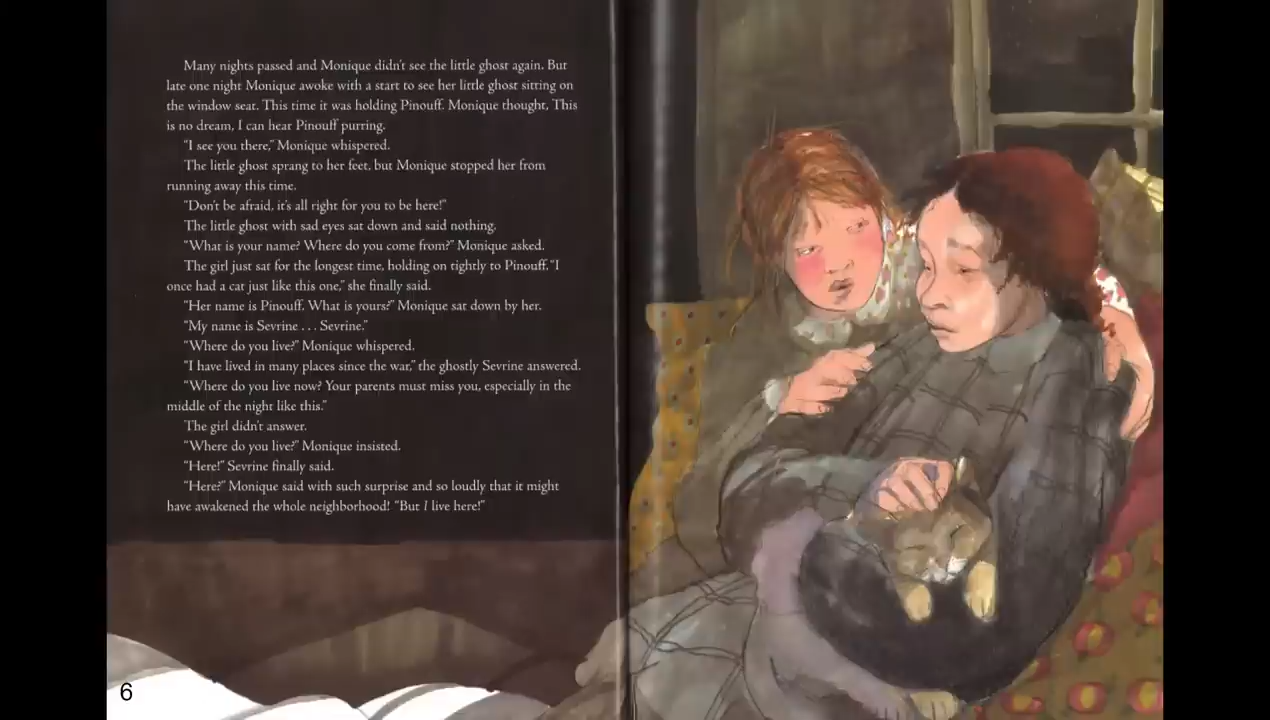 Many nights passed and Monique didn't see the little ghost again. But
late one night Monique awoke with a start to see her little ghost sitting on
the window seat. This time it was holding Pinouff. Monique thought, This
is no dream, I can hear Pinouff purring.
"I see you there," Monique whispered.
The little ghost sprang to her feet, but Monique stopped her from
running away this time.
"Don't be afraid, it's all right for you to be here!"
The little ghost with sad eyes sat down and said nothing.
"What is your name? Where do you come from?" Monique asked.
The girl just sat for the longest time, holding on tightly to Pinouff. "I
once had a cat just like this one," she finally said.
"Her name is Pinouff. What is yours?" Monique sat down by her.
"My name is Sevrine . . . Sevrine."
"Where do you live?" Monique whispered.
"I have lived in many places since the war," the ghostly Sevrine answered.
"Where do you live now? Your parents must miss you, especially in the
middle of the night like this."
The girl didn't answer.
"Where do you live?" Monique insisted.
"Here!" Sevrine finally said.
"Here?" Monique said with such surprise and so loudly that it might
have awakened the whole neighborhood! "But I live here!"
6